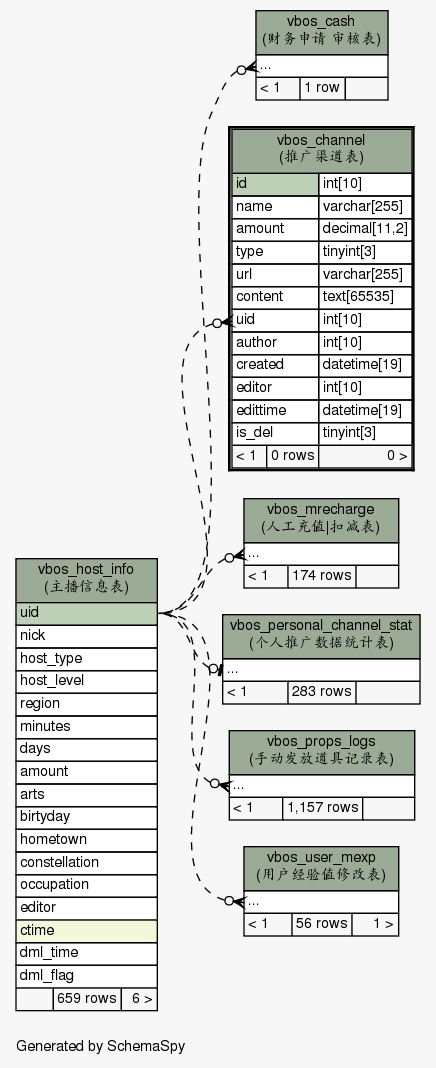 vbos_cash
(财务申请 审核表)
...
< 1 1 row
vbos_channel
(推广渠道表)
id int[10]
name varchar[255]
amount decimal[11,2]
type tinyint[3]
url varchar[255]
content text[65535]
uid int[10]
author int[10]
created datetime[19]
editor int[10]
edittime datetime[19]
is_del tinyint[3]
< 1 0 rows 0 >
vbos_mrecharge
(人工充值|扣减表)
...
< 1 174 rows
vbos_host_info
(主播信息表)
uid
nick
host_type
host_level
region
minutes
days
amount
arts
birtyday
hometown
constellation
occupation
editor
ctime
dml_time
dml_flag
659 rows 6 >
vbos_personal_channel_stat
(个人推广数据统计表)
...
< 1 283 rows
vbos_props_logs
(手动发放道具记录表)
...
< 1 1,157 rows
vbos_user_mexp
(用户经验值修改表)
...
< 1 56 rows 1 >
Generated by SchemaSpy